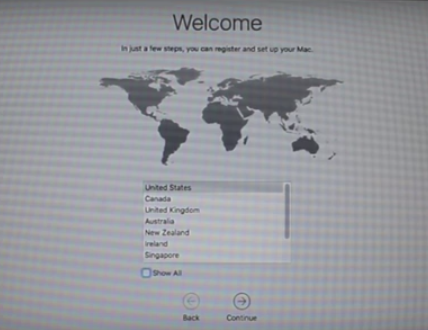 Welcome
In just a few steps, you can register and set up your Mac.
United States
Canada
United Kingdom
Australia
New Zealand
Ireland
Singapore
Show All
Back
Continue